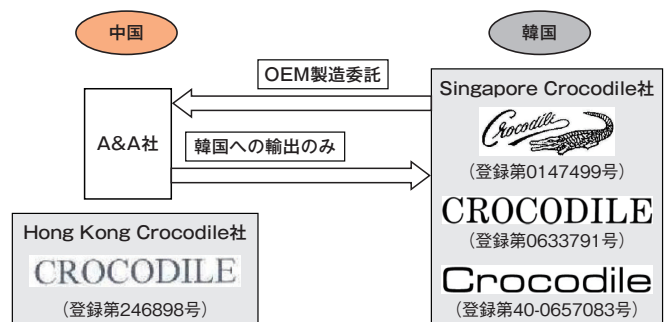 中国
韓国
OEM製造委託
A&A社
韓国への輸出のみ
Singapore Crocodile社
Crocodile
(登録第0147499号)
CROCODILE
(登録第0633791号)
Crocodile
(登録第40-0657083号)
Hong Kong Crocodile社
CROCODILE
(登録第246898号)